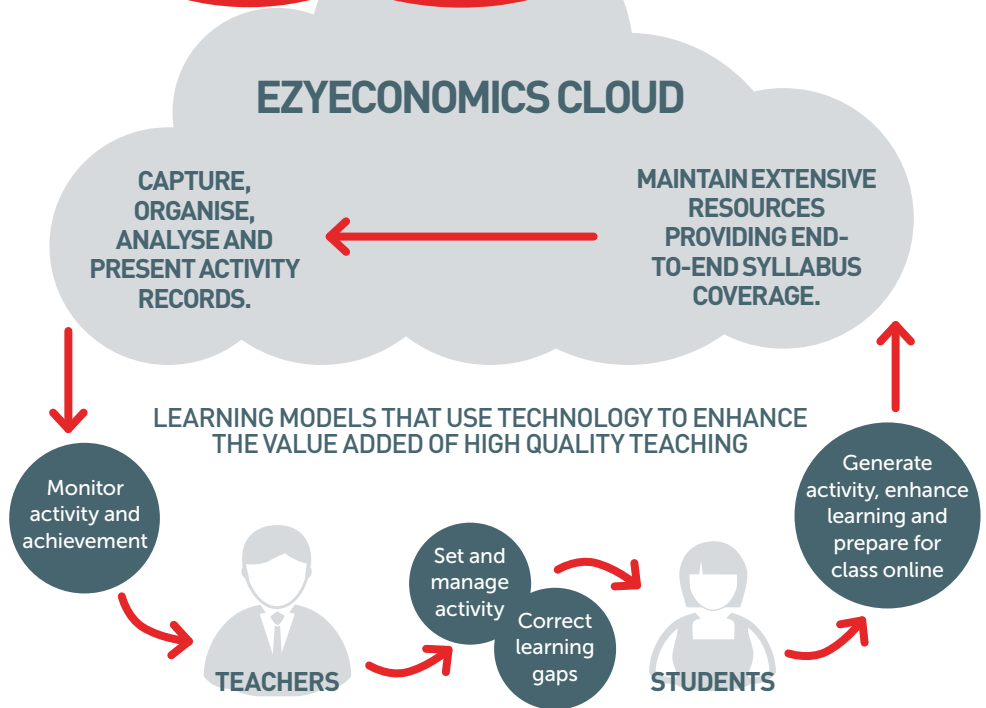 EZYECONOMICS CLOUD
CAPTURE,
ORGANISE,
ANALYSE AND
PRESENT ACTIVITY
RECORDS.
MAINTAIN EXTENSIVE
RESOURCES
PROVIDING END-
TO-END SYLLABUS
COVERAGE.
LEARNING MODELS THAT USE TECHNOLOGY TO ENHANCE
THE VALUE ADDED OF HIGH QUALITY TEACHING
Monitor
activity and
achievement
TEACHERS
Set and
manage
activity
Correct
learning
gaps
STUDENTS
Generate
activity, enhance
learning and
prepare for
class online